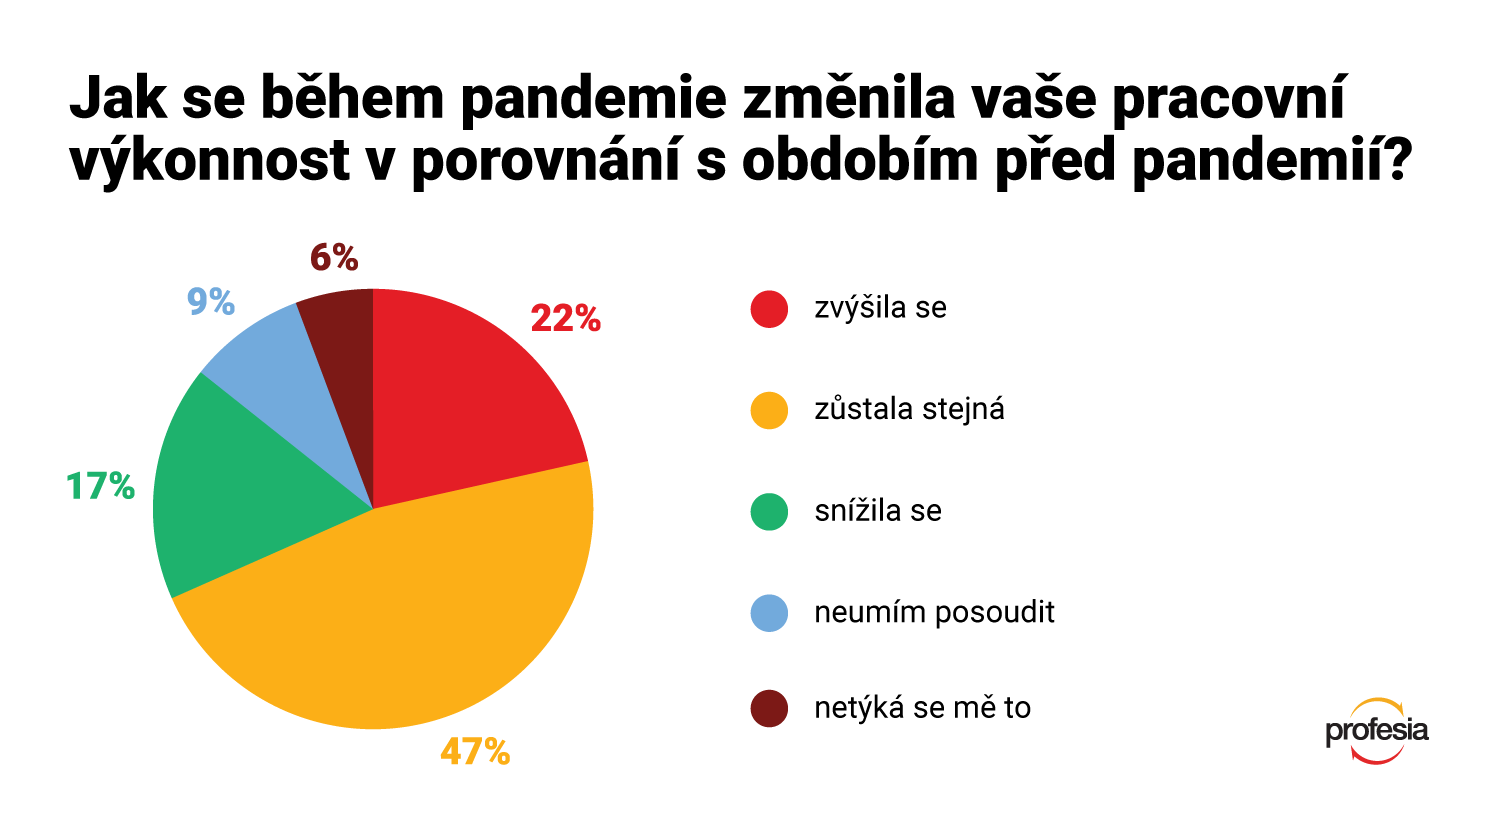 Jak se během pandemie změnila vaše pracovní
výkonnost v porovnání s obdobím před pandemií?
6%
9%
22%
17%
47%
zvýšila se
zůstala stejná
snížila se
neumím posoudit
netýká se mě to
profesia